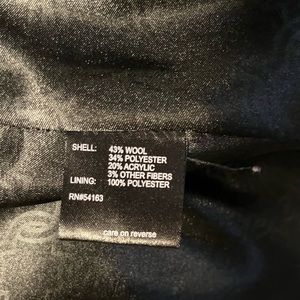 SHELL: 43% WOOL
34% POLYESTER
20% ACRYLIC
3% OTHER FIBERS
LINING: 100% POLYESTER
RN#54163
care on reverse